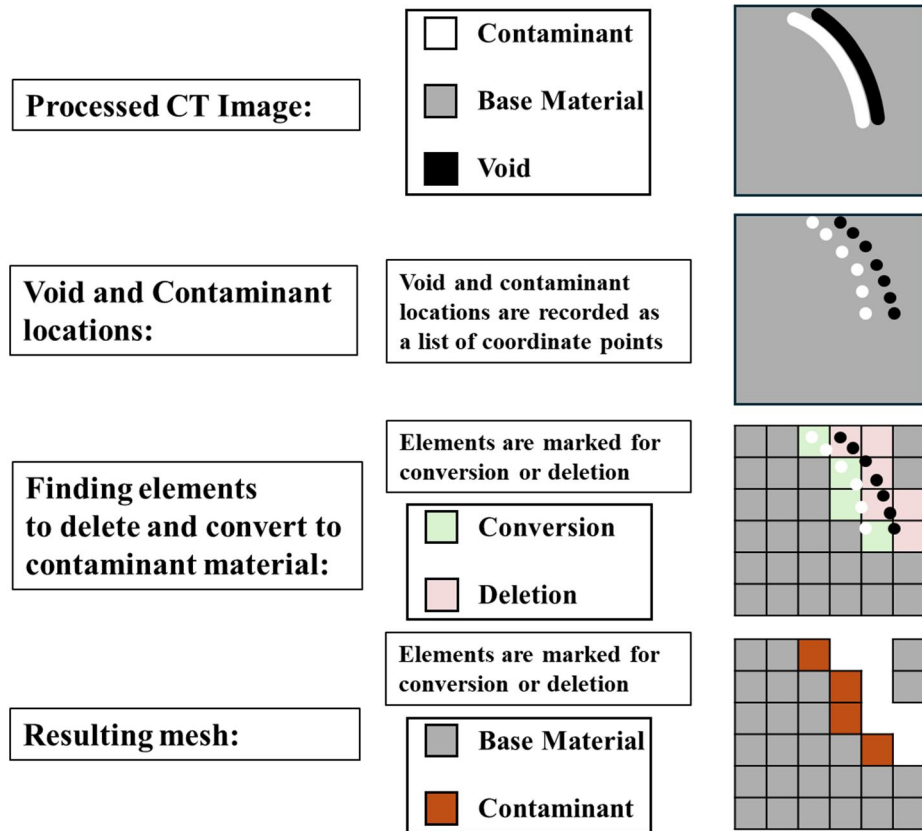 Processed CT Image:
Contaminant
Base Material
Void
Void and Contaminant
locations:
Void and contaminant
locations are recorded as
a list of coordinate points
Finding elements
to delete and convert to
contaminant material:
Elements are marked for
conversion or deletion
Conversion
Deletion
Resulting mesh:
Elements are marked for
conversion or deletion
Base Material
Contaminant